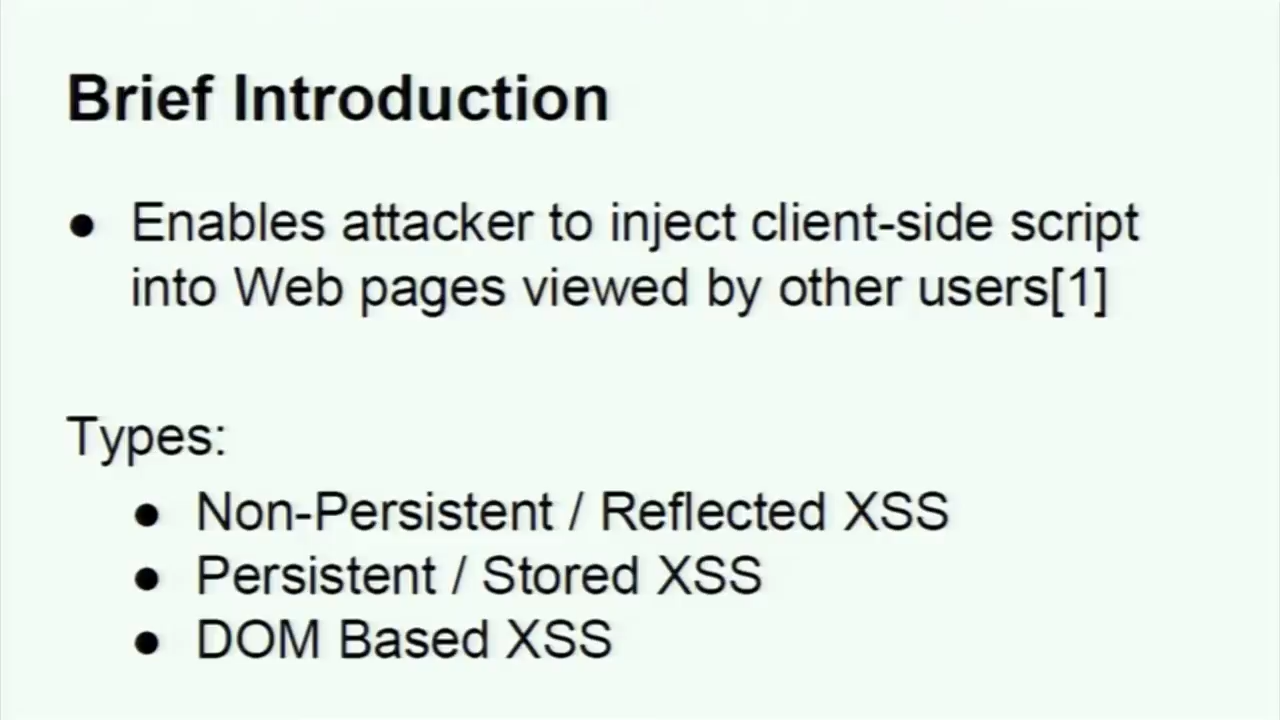 Brief Introduction
● Enables attacker to inject client-side script
into Web pages viewed by other users[1]
Types:
● Non-Persistent / Reflected XSS
● Persistent / Stored XSS
● DOM Based XSS